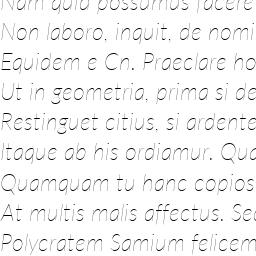 Nam quid possumus facere
Non laboro, inquit, de nomi
Equidem e Cn. Praeclare ho
Ut in geometria, prima si de
Restinguet citius, si ardente
Itaque ab his ordiamur. Quo
Quamquam tu hanc copios
At multis malis affectus. Sed
Polycratem Samium felicem